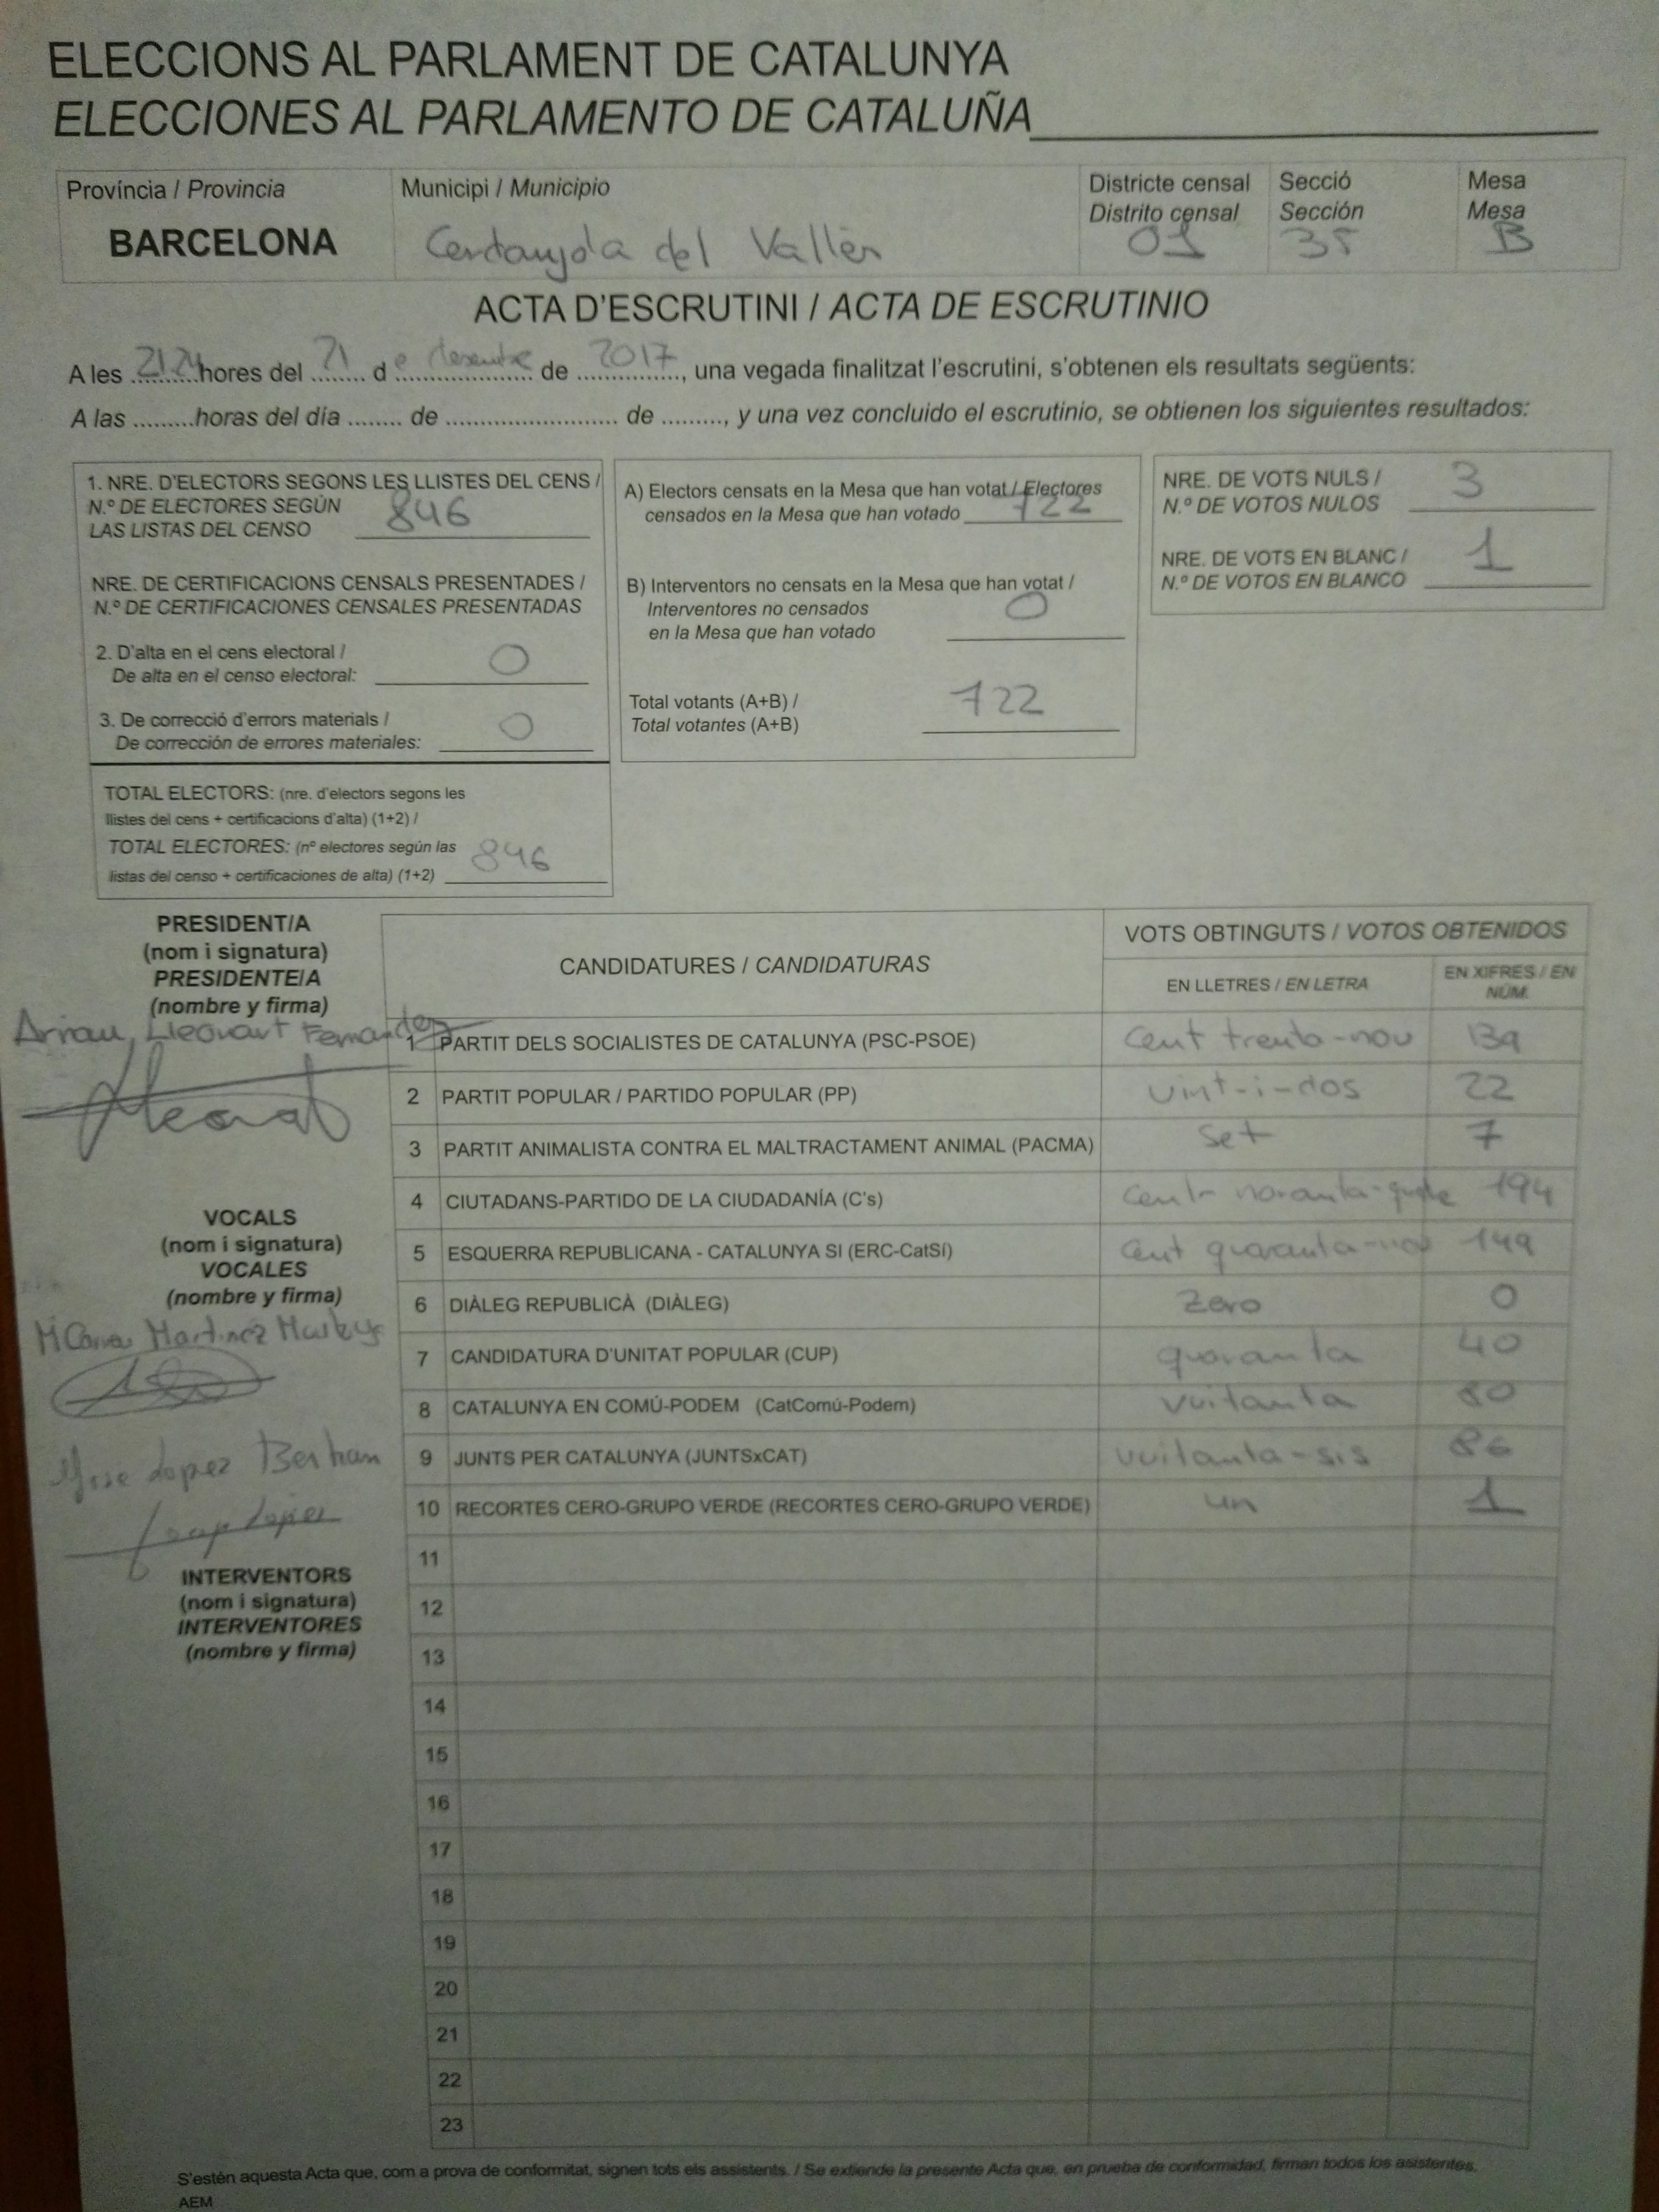 ELECCIONS AL PARLAMENT DE CATALUNYA
ELECCIONES AL PARLAMENTO DE CATALUÑA
Província / Provincia
BARCELONA
Municipi / Municipio
Cerdanyola del Vallès
Districte censal
Distrito censal
01
Secció
Sección
35
Mesa
Mesa
B
ACTA D'ESCRUTINI / ACTA DE ESCRUTINIO
A les 21:24 hores del 21 d e desembre de 2017, una vegada finalitzat l'escrutini, s'obtenen els resultats següents:
A las .........horas del día ........ de .......................... de ........., y una vez concluido el escrutinio, se obtienen los siguientes resultados:
1. NRE. D'ELECTORS SEGONS LES LLISTES DEL CENS /
N.º DE ELECTORES SEGÚN
LAS LISTAS DEL CENSO 846
NRE. DE CERTIFICACIONS CENSALS PRESENTADES /
N.º DE CERTIFICACIONES CENSALES PRESENTADAS
2. D'alta en el cens electoral /
De alta en el censo electoral: 0
3. De correcció d'errors materials /
De corrección de errores materiales: 0
TOTAL ELECTORS: (nre. d'electors segons les
llistes del cens + certificacions d'alta) (1+2) /
TOTAL ELECTORES: (nº electores según las
listas del censo + certificaciones de alta) (1+2) 846
A) Electors censats en la Mesa que han votat / Electores
censados en la Mesa que han votado 722
B) Interventors no censats en la Mesa que han votat /
Interventores no censados
en la Mesa que han votado 0
Total votants (A+B) /
Total votantes (A+B) 722
NRE. DE VOTS NULS /
N.º DE VOTOS NULOS 3
NRE. DE VOTS EN BLANC /
N.º DE VOTOS EN BLANCO 1
PRESIDENT/A
(nom i signatura)
PRESIDENTE/A
(nombre y firma)
Arnau Lleonart Fernandez
VOCALS
(nom i signatura)
VOCALES
(nombre y firma)
Martinez
Lopez
INTERVENTORS
(nom i signatura)
INTERVENTORES
(nombre y firma)
CANDIDATURES / CANDIDATURAS
VOTS OBTINGUTS / VOTOS OBTENIDOS
EN LLETRES / EN LETRA
EN XIFRES / EN NÚM.
1 PARTIT DELS SOCIALISTES DE CATALUNYA (PSC-PSOE) Cent trenta-nou 139
2 PARTIT POPULAR / PARTIDO POPULAR (PP) vint-i-dos 22
3 PARTIT ANIMALISTA CONTRA EL MALTRACTAMENT ANIMAL (PACMA) Set 7
4 CIUTADANS-PARTIDO DE LA CIUDADANÍA (C's) Cent noranta-quatre 194
5 ESQUERRA REPUBLICANA - CATALUNYA SI (ERC-CatSí) Cent quaranta-nou 149
6 DIÀLEG REPUBLICÀ (DIÀLEG) Zero 0
7 CANDIDATURA D'UNITAT POPULAR (CUP) quaranta 40
8 CATALUNYA EN COMÚ-PODEM (CatComú-Podem) vuitanta 80
9 JUNTS PER CATALUNYA (JUNTSxCAT) vuitanta-sis 86
10 RECORTES CERO-GRUPO VERDE (RECORTES CERO-GRUPO VERDE) un 1
11
12
13
14
15
16
17
18
19
20
21
22
23
S'estén aquesta Acta que, com a prova de conformitat, signen tots els assistents. / Se extiende la presente Acta que, en prueba de conformidad, firman todos los asistentes.
AEM